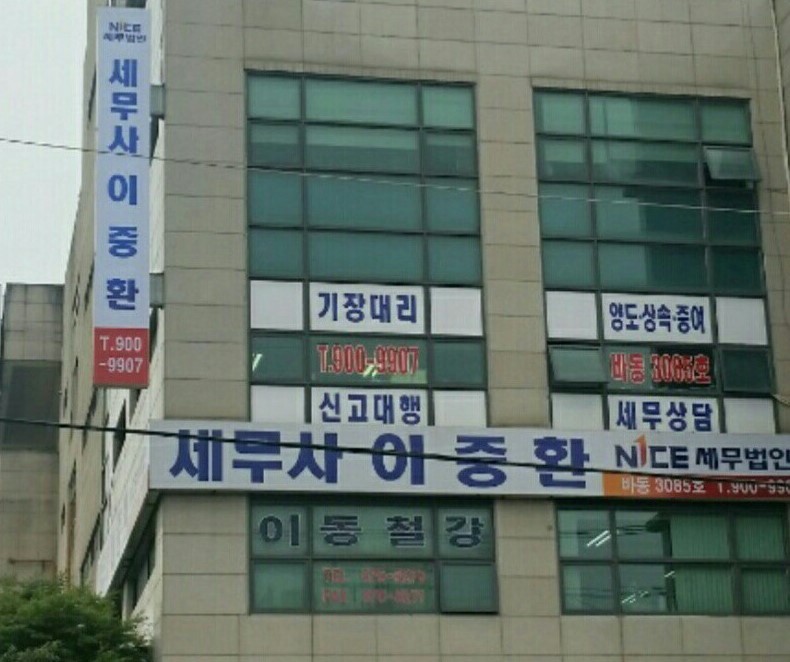 NICE
세무법인
세무사 이중환
T.900
-9907
기장대리
T.900-9907
신고대행
양도·상속·증여
바동 3085호
세무상담
세무사 이중환
NICE 세무법인
바동 3085호 T.900-990
이동철강